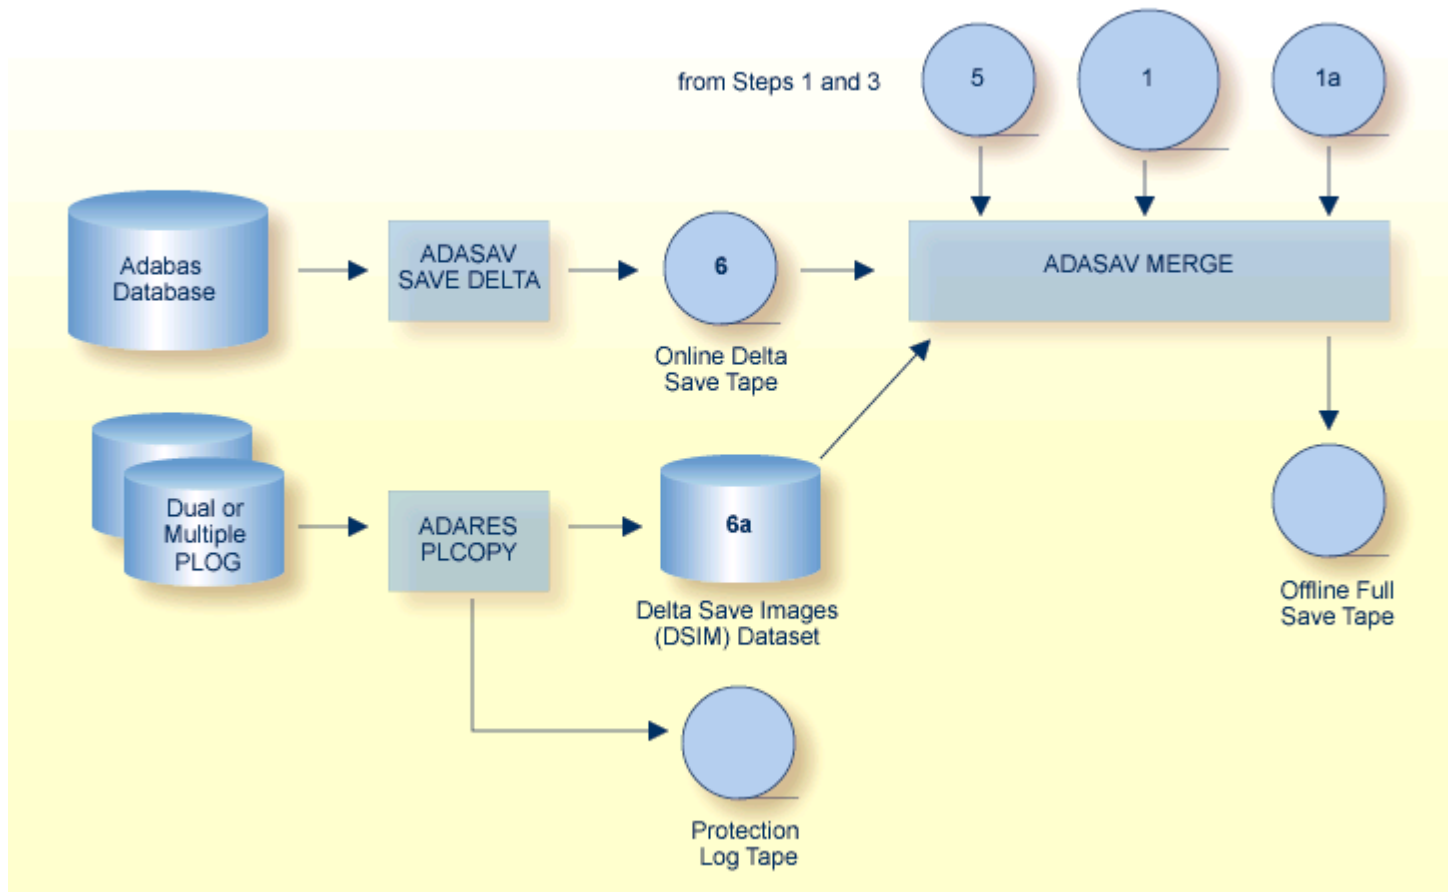 from Steps 1 and 3
5
1
1a
Adabas
Database
ADASAV
SAVE DELTA
6
ADASAV MERGE
Online Delta
Save Tape
Dual or
Multiple
PLOG
ADARES
PLCOPY
6a
Delta Save Images
(DSIM) Dataset
Offline Full
Save Tape
Protection
Log Tape